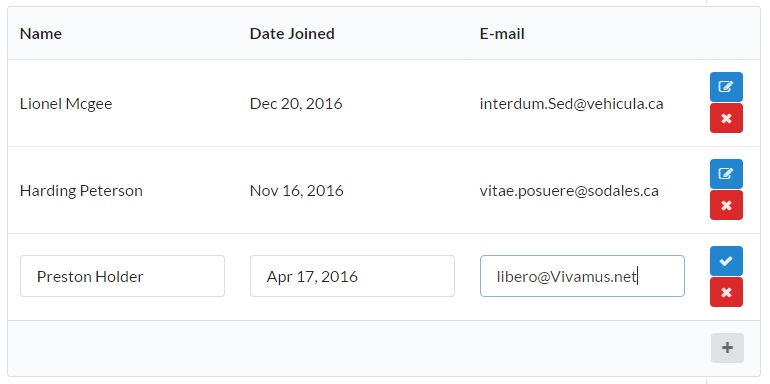 Name Date Joined E-mail
Lionel Mcgee Dec 20, 2016 interdum.Sed@vehicula.ca
Harding Peterson Nov 16, 2016 vitae.posuere@sodales.ca
Preston Holder Apr 17, 2016 libero@Vivamus.net